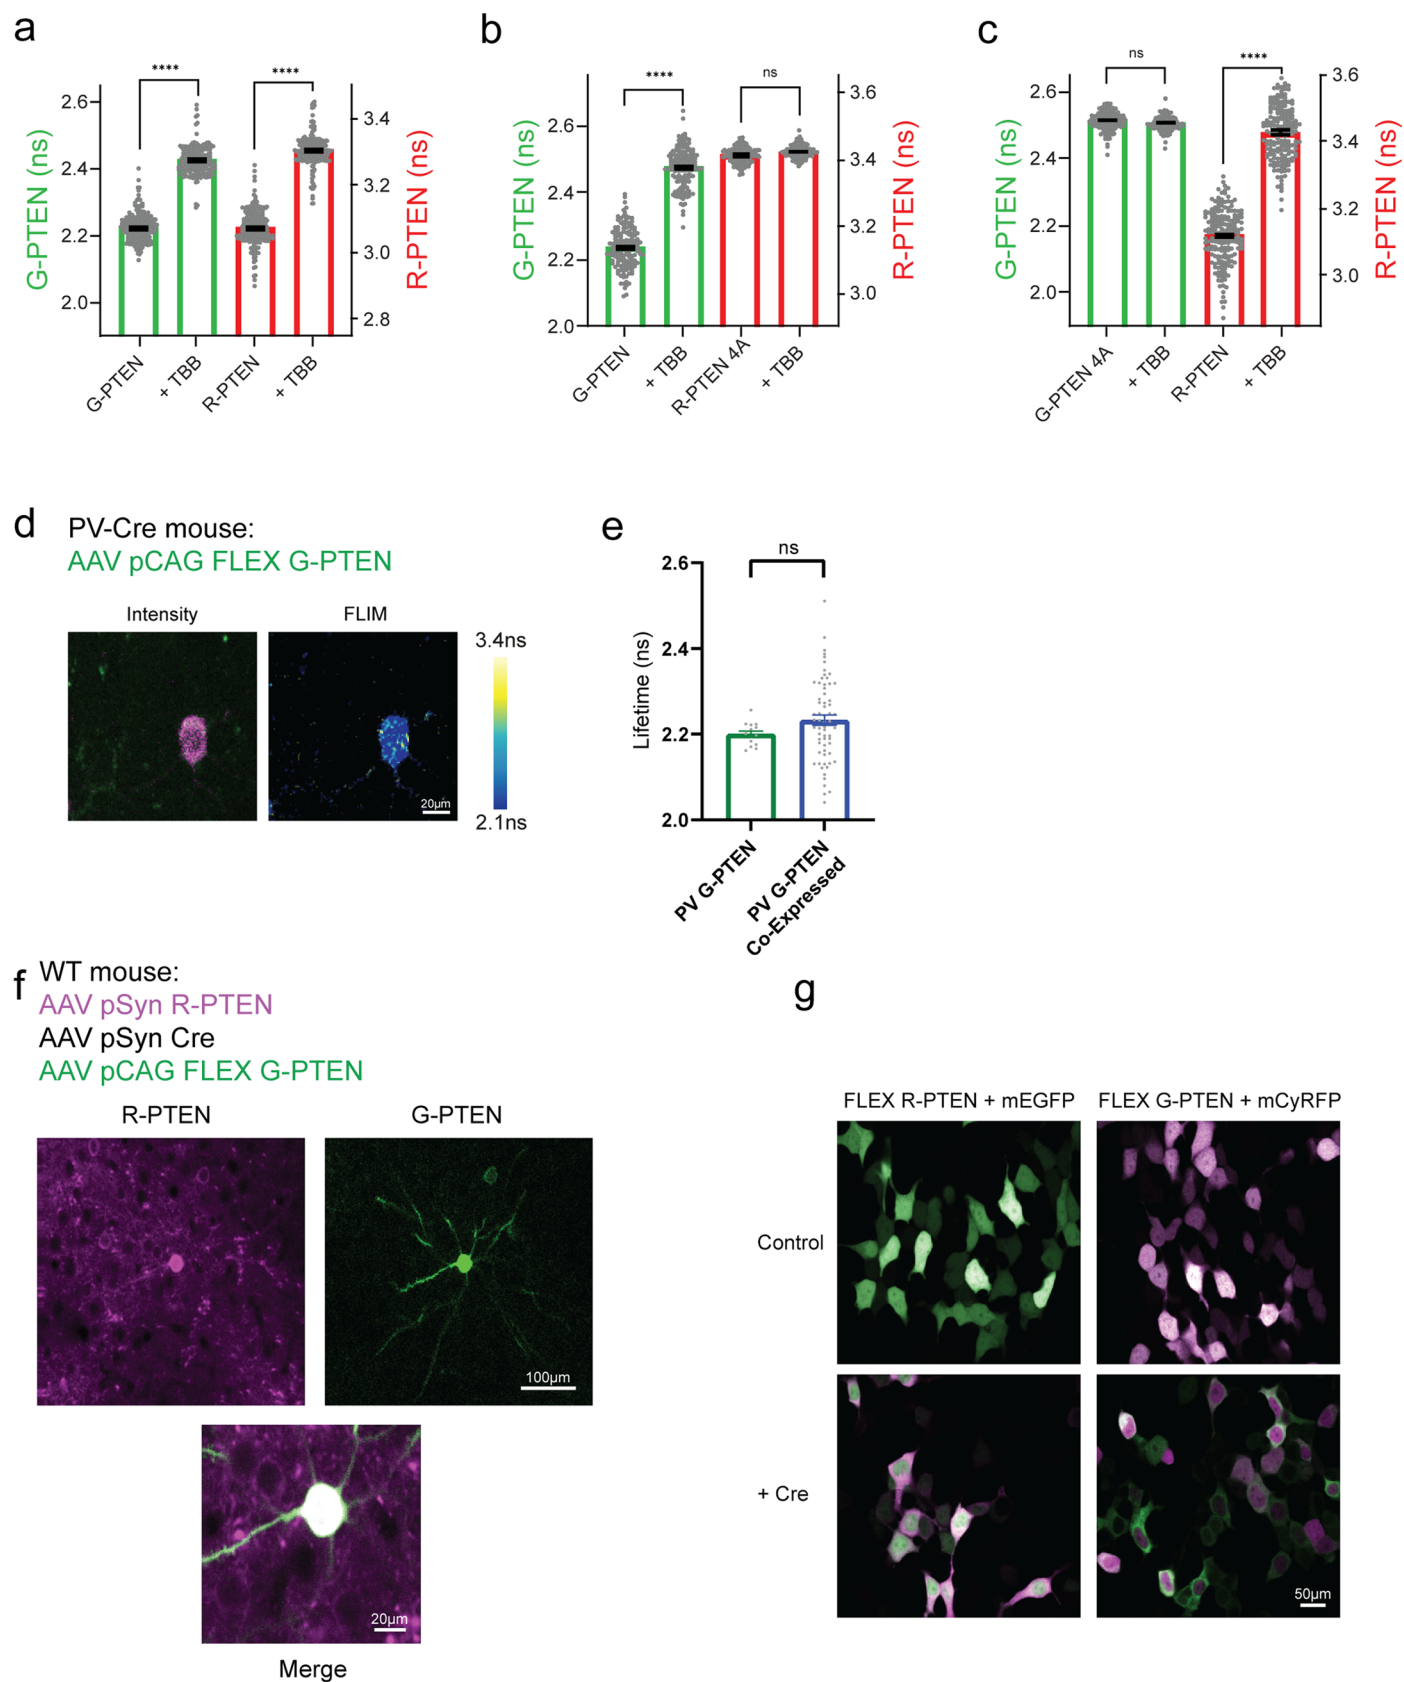 a
****
****
2.6
2.4
2.2
2.0
G-PTEN (ns)
3.4
3.2
3.0
2.8
R-PTEN (ns)
G-PTEN
+ TBB
R-PTEN
+ TBB
b
****
ns
2.6
2.4
2.2
2.0
G-PTEN (ns)
3.6
3.4
3.2
3.0
R-PTEN (ns)
G-PTEN
+ TBB
R-PTEN 4A
+ TBB
c
ns
****
2.6
2.4
2.2
2.0
G-PTEN (ns)
3.6
3.4
3.2
3.0
R-PTEN (ns)
G-PTEN 4A
+ TBB
R-PTEN
+ TBB
d
PV-Cre mouse:
AAV pCAG FLEX G-PTEN
Intensity
FLIM
3.4ns
2.1ns
20µm
e
ns
2.6
2.4
2.2
2.0
Lifetime (ns)
PV G-PTEN
PV G-PTEN
Co-Expressed
f
WT mouse:
AAV pSyn R-PTEN
AAV pSyn Cre
AAV pCAG FLEX G-PTEN
R-PTEN
G-PTEN
100µm
20µm
Merge
g
FLEX R-PTEN + mEGFP
FLEX G-PTEN + mCyRFP
Control
+ Cre
50µm